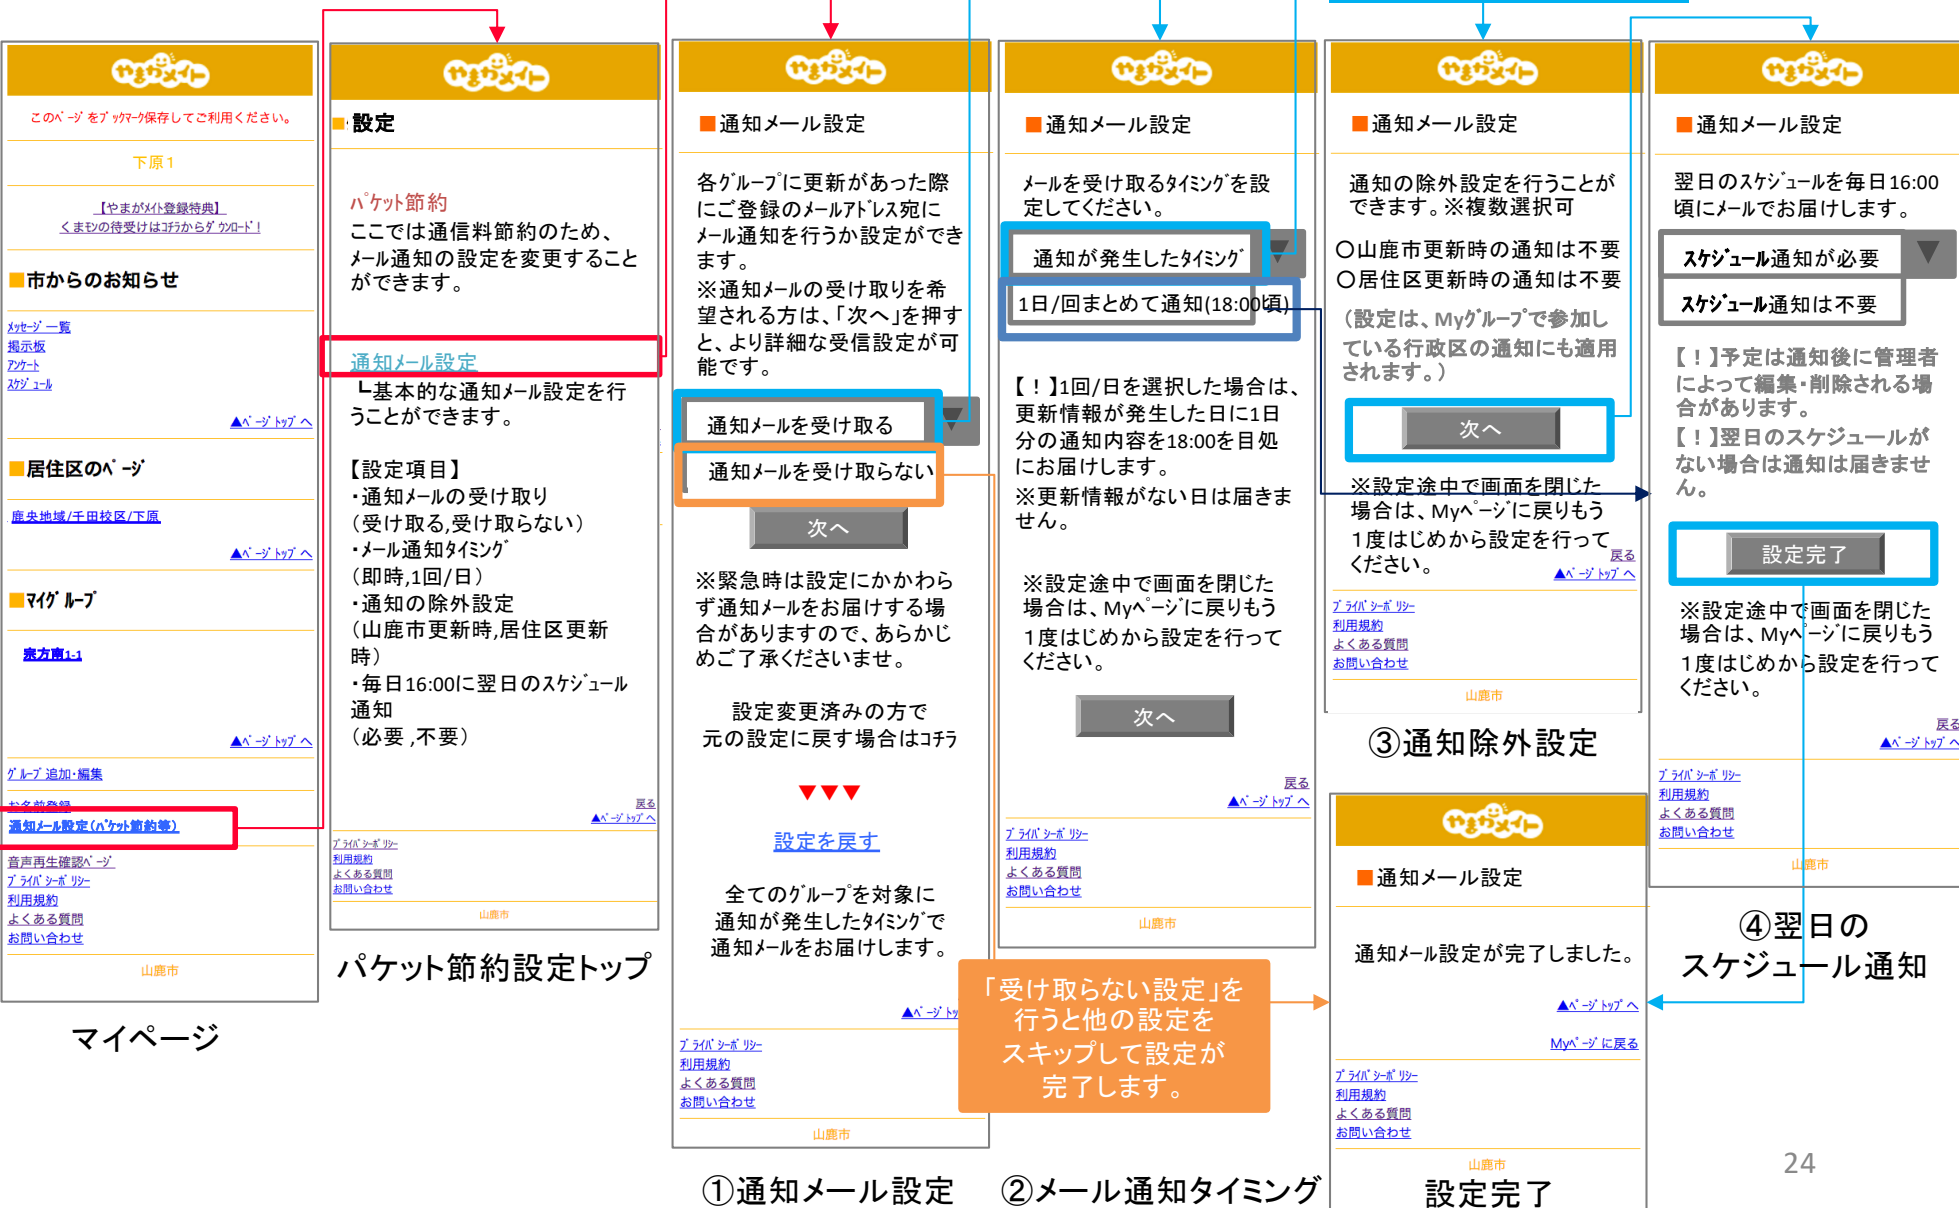 やまがメイト
このページをブックマーク保存してご利用ください。
下原1
【やまがメイト登録特典】
くまモンの待受けはコチラからダウンロード!
■市からのお知らせ
メッセージ一覧
掲示板
アンケート
スケジュール
▲ページトップへ
■居住区のページ
鹿央地域/千田校区/下原
▲ページトップへ
■マイグループ
宗方南1-1
▲ページトップへ
グループ追加・編集
お名前登録
通知メール設定(パケット節約等)
音声再生確認ページ
プライバシーポリシー
利用規約
よくある質問
お問い合わせ
山鹿市
マイページ
やまがメイト
■設定
パケット節約
ここでは通信料節約のため、
メール通知の設定を変更すること
ができます。
通知メール設定
┗基本的な通知メール設定を行
うことができます。
【設定項目】
・通知メールの受け取り
(受け取る,受け取らない)
・メール通知タイミング
(即時,1回/日)
・通知の除外設定
(山鹿市更新時,居住区更新
時)
・毎日16:00に翌日のスケジュール
通知
(必要 ,不要)
戻る
▲ページトップへ
プライバシーポリシー
利用規約
よくある質問
お問い合わせ
山鹿市
パケット節約設定トップ
やまがメイト
■通知メール設定
各グループに更新があった際
にご登録のメールアドレス宛に
メール通知を行うか設定ができ
ます。
※通知メールの受け取りを希
望される方は、「次へ」を押す
と、より詳細な受信設定が可
能です。
通知メールを受け取る
▼
通知メールを受け取らない
次へ
※緊急時は設定にかかわら
ず通知メールをお届けする場
合がありますので、あらかじ
めご了承くださいませ。
設定変更済みの方で
元の設定に戻す場合はコチラ
▼▼▼
設定を戻す
全てのグループを対象に
通知が発生したタイミングで
通知メールをお届けします。
▲ページトッ
プライバシーポリシー
利用規約
よくある質問
お問い合わせ
山鹿市
①通知メール設定
やまがメイト
■通知メール設定
メールを受け取るタイミングを設
定してください。
通知が発生したタイミング
▼
1日/回まとめて通知(18:00頃)
【!】1回/日を選択した場合は、
更新情報が発生した日に1日
分の通知内容を18:00を目処
にお届けします。
※更新情報がない日は届きま
せん。
※設定途中で画面を閉じた
場合は、Myページに戻りもう
1度はじめから設定を行って
ください。
次へ
戻る
▲ページトップへ
プライバシーポリシー
利用規約
よくある質問
お問い合わせ
山鹿市
「受け取らない設定」を
行うと他の設定を
スキップして設定が
完了します。
②メール通知タイミング
やまがメイト
■通知メール設定
通知の除外設定を行うことが
できます。※複数選択可
〇山鹿市更新時の通知は不要
〇居住区更新時の通知は不要
(設定は、Myグループで参加し
ている行政区の通知にも適用
されます。)
次へ
※設定途中で画面を閉じた
場合は、Myページに戻りもう
1度はじめから設定を行って
ください。
戻る
▲ページトップへ
プライバシーポリシー
利用規約
よくある質問
お問い合わせ
山鹿市
③通知除外設定
やまがメイト
■通知メール設定
通知メール設定が完了しました。
▲ページトップへ
Myページに戻る
プライバシーポリシー
利用規約
よくある質問
お問い合わせ
山鹿市
設定完了
やまがメイト
■通知メール設定
翌日のスケジュールを毎日16:00
頃にメールでお届けします。
スケジュール通知が必要
▼
スケジュール通知は不要
【!】予定は通知後に管理者
によって編集・削除される場
合があります。
【!】翌日のスケジュールが
ない場合は通知は届きませ
ん。
設定完了
※設定途中で画面を閉じた
場合は、Myページに戻りもう
1度はじめから設定を行って
ください。
戻る
▲ページトップへ
プライバシーポリシー
利用規約
よくある質問
お問い合わせ
山鹿市
④翌日の
スケジュール通知
24